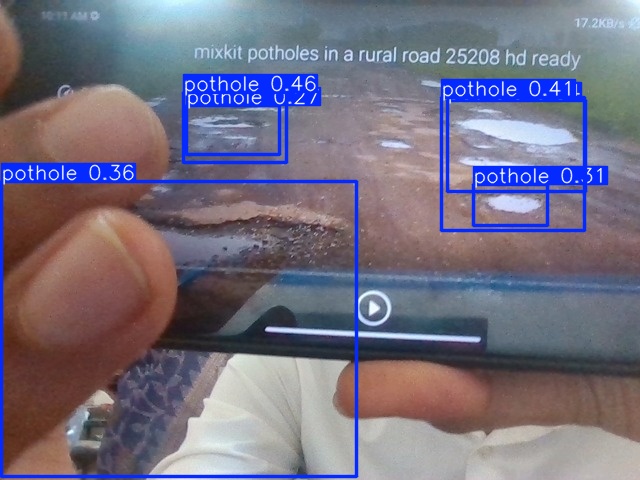 10:11 AM
17.2KB/s
mixkit potholes in a rural road 25208 hd ready
pothole 0.46
pothole 0.27
pothole 0.41
pothole 0.31
pothole 0.36